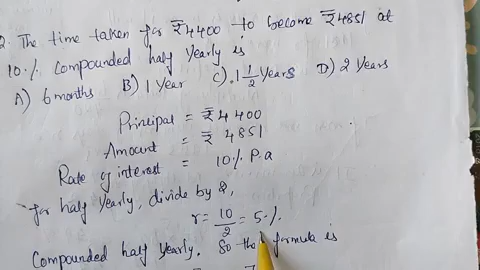 2. The time taken for ₹4400 to become ₹4851 at
10.% Compounded half yearly is
A) 6 months B) 1 Year C) 1 1/2 Years D) 2 Years
Principal = ₹4400
Amount = ₹ 4851
Rate of interest = 10% P.a
for half yearly, divide by 2,
r = 10/2 = 5%.
Compounded half yearly. So the formula is